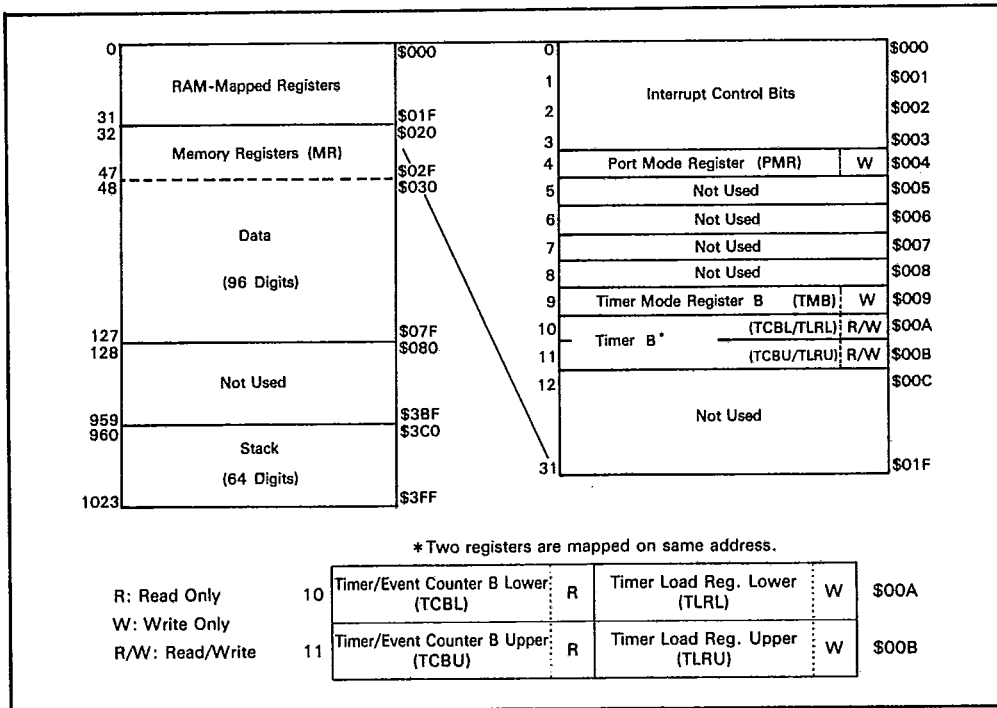 0 $000
RAM-Mapped Registers
31 $01F
32 $020
Memory Registers (MR)
47 $02F
48 $030
Data
(96 Digits)
127 $07F
128 $080
Not Used
959 $3BF
960 $3C0
Stack
(64 Digits)
1023 $3FF
0 $000
1 $001
Interrupt Control Bits
2 $002
3 $003
4 Port Mode Register (PMR) W $004
5 Not Used $005
6 Not Used $006
7 Not Used $007
8 Not Used $008
9 Timer Mode Register B (TMB) W $009
10 (TCBL/TLRL) R/W $00A
Timer B*
11 (TCBU/TLRU) R/W $00B
12 $00C
Not Used
31 $01F
*Two registers are mapped on same address.
R: Read Only
W: Write Only
R/W: Read/Write
10 Timer/Event Counter B Lower (TCBL) R Timer Load Reg. Lower (TLRL) W $00A
11 Timer/Event Counter B Upper (TCBU) R Timer Load Reg. Upper (TLRU) W $00B